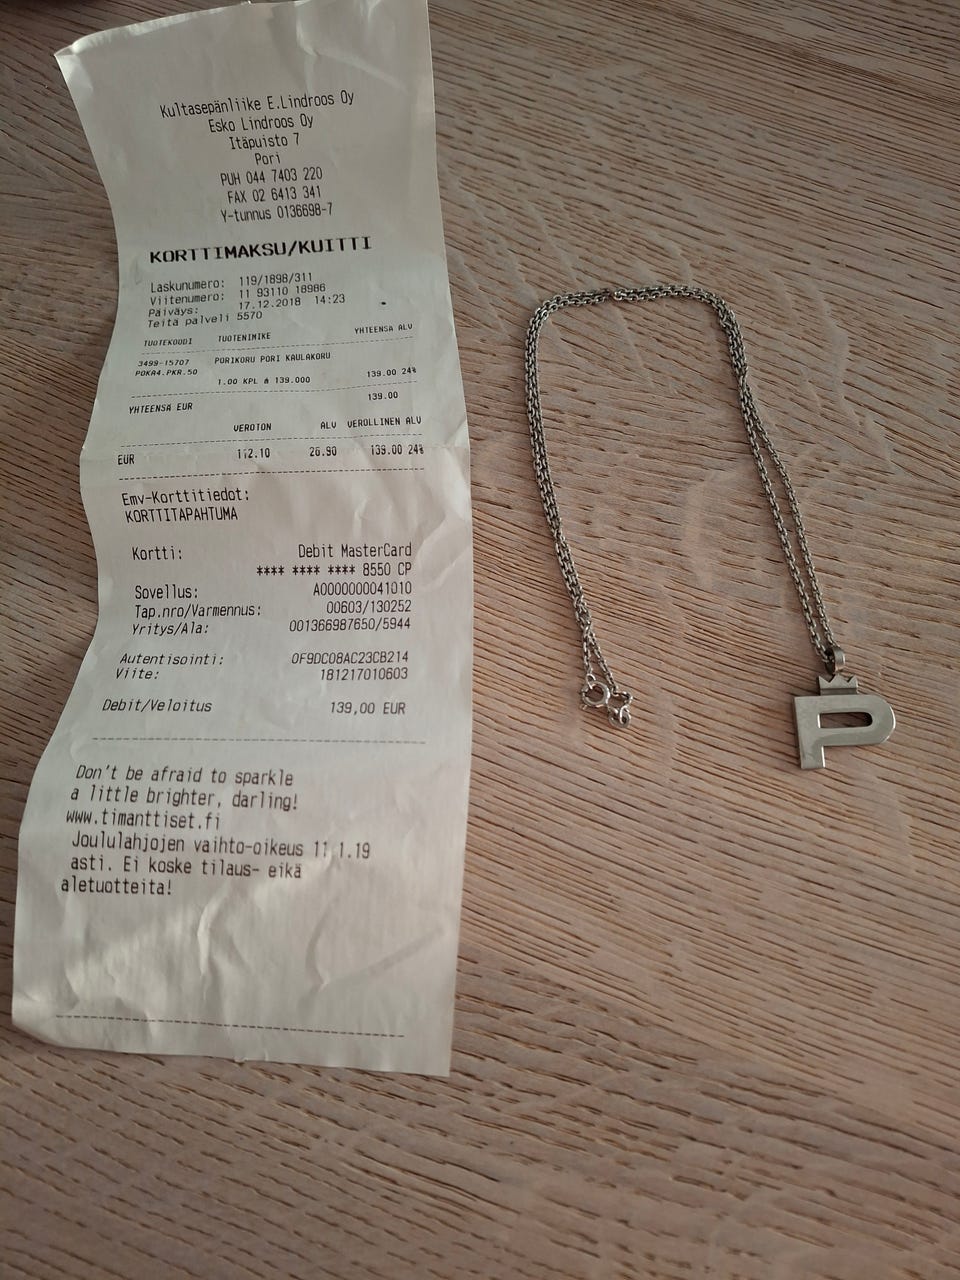 Kultasepänliike E.Lindroos Oy
Esko Lindroos Oy
Itäpuisto 7
Pori
PUH 044 7403 220
FAX 02 6413 341
Y-tunnus 0136698-7
KORTTIMAKSU/KUITTI
Laskunumero: 119/1898/311
Viitenumero: 11 93110 18986
Päiväys: 17.12.2018 14:23
Teitä palveli 5570
TUOTEKOODI TUOTENIMIKE YHTEENSÄ ALV
3499-15707 PORIKORU PORI KAULAKORU
POKA4.PKR.50
1.00 KPL á 139.000 139.00 24%
YHTEENSÄ EUR 139.00
VEROTON ALV VEROLLINEN ALV
EUR 112.10 26.90 139.00 24%
Emv-Korttitiedot:
KORTTITAPAHTUMA
Kortti: Debit MasterCard
**** **** **** 8550 CP
Sovellus: A0000000041010
Tap.nro/Varmennus: 00603/130252
Yritys/Ala: 001366987650/5944
Autentisointi: 0F9DC08AC23CB214
Viite: 181217010603
Debit/Veloitus 139,00 EUR
Don't be afraid to sparkle
a little brighter, darling!
www.timanttiset.fi
Joululahjojen vaihto-oikeus 11.1.19
asti. Ei koske tilaus- eikä
aletuotteita!
P